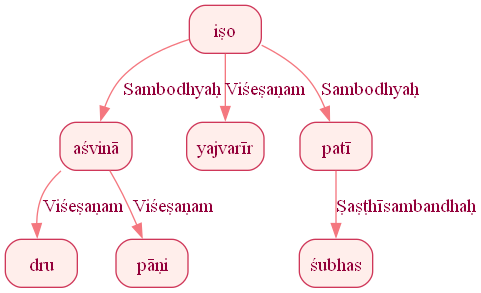 iṣo
Sambodhyaḥ Viśeṣaṇam Sambodhyaḥ
aśvinā yajvarīr patī
Viśeṣaṇam Viśeṣaṇam Ṣaṣṭhīsambandhaḥ
dru pāṇi śubhas